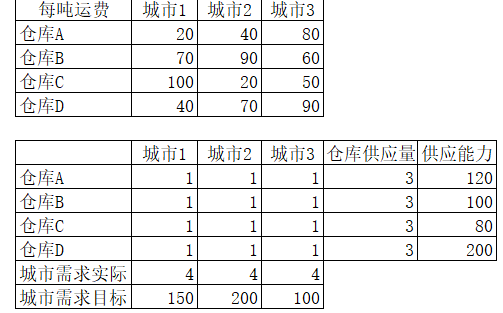 每吨运费 城市1 城市2 城市3
仓库A 20 40 80
仓库B 70 90 60
仓库C 100 20 50
仓库D 40 70 90
城市1 城市2 城市3 仓库供应量 供应能力
仓库A 1 1 1 3 120
仓库B 1 1 1 3 100
仓库C 1 1 1 3 80
仓库D 1 1 1 3 200
城市需求实际 4 4 4
城市需求目标 150 200 100